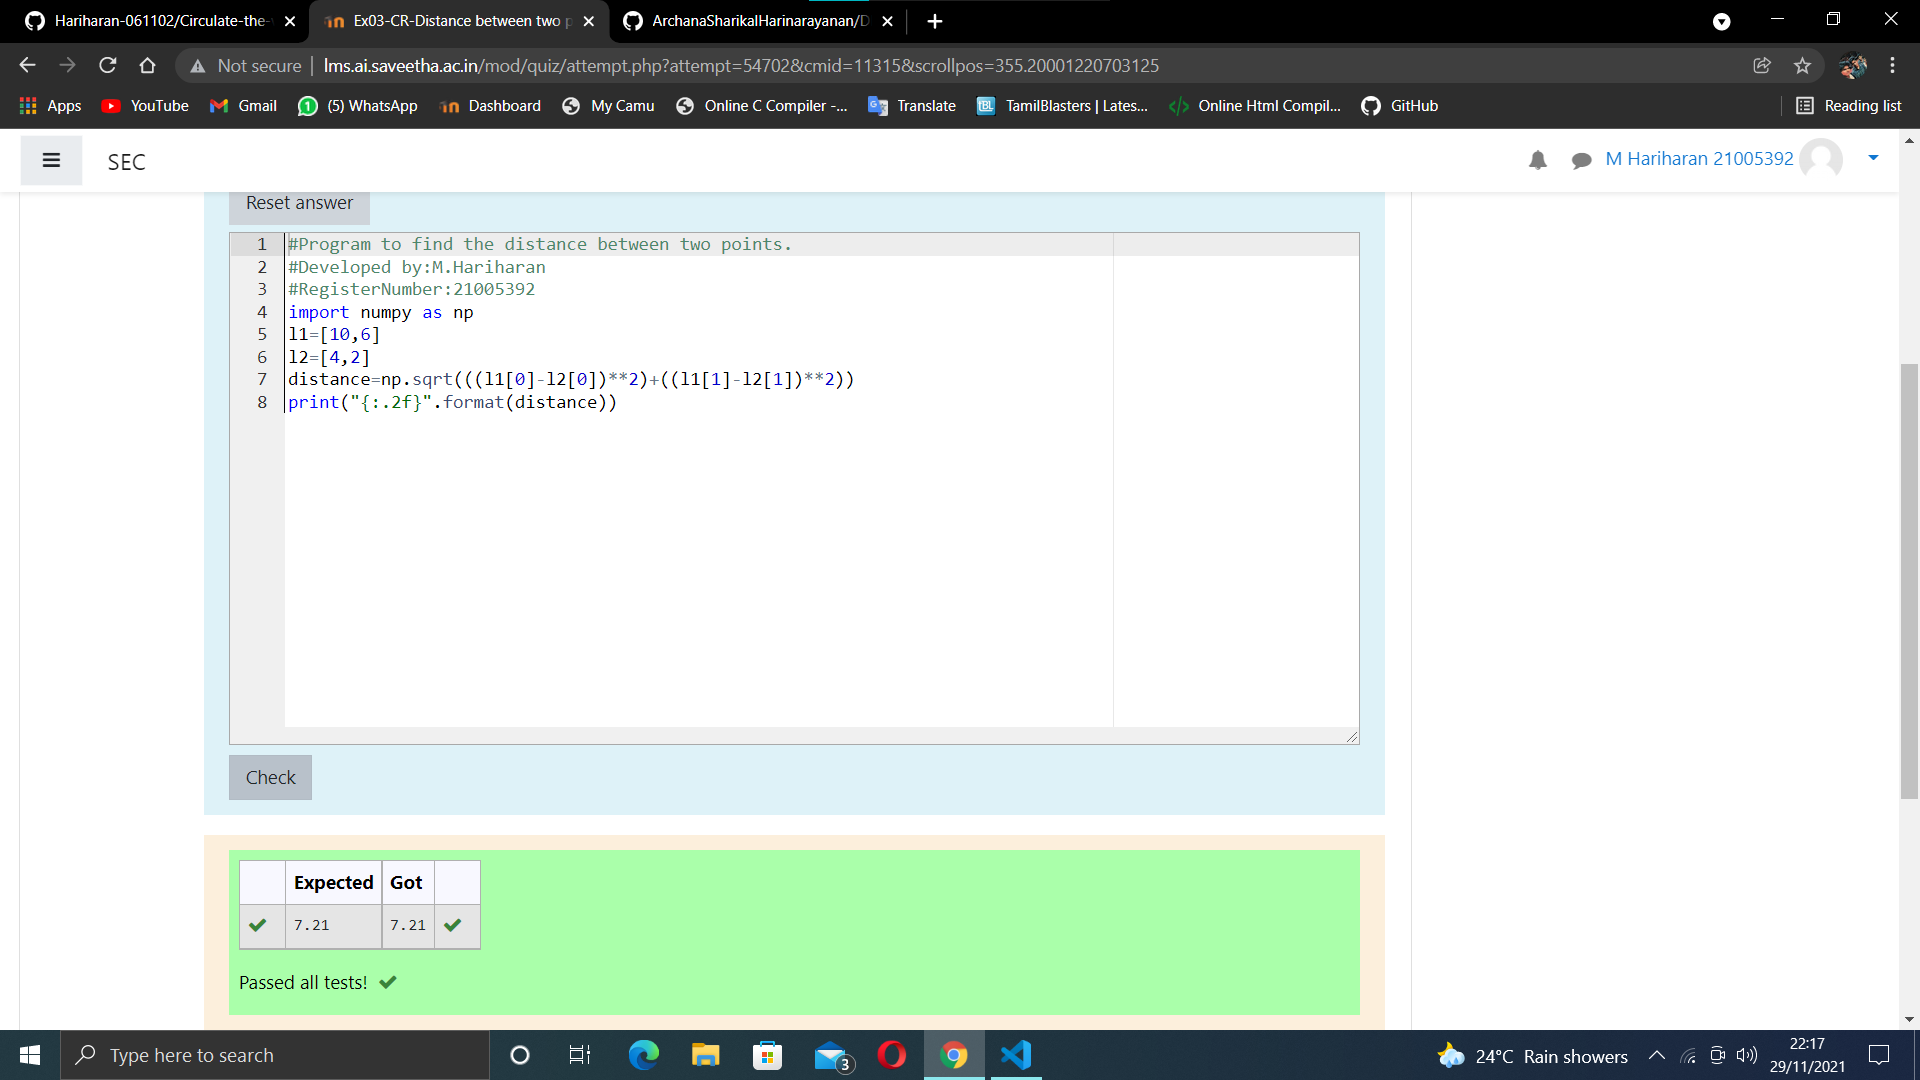 Hariharan-061102/Circulate-the-
Ex03-CR-Distance between two p
ArchanaSharikalHarinarayanan/D
Not secure
lms.ai.saveetha.ac.in/mod/quiz/attempt.php?attempt=54702&cmid=11315&scrollpos=355.20001220703125
Apps
YouTube
Gmail
(5) WhatsApp
Dashboard
My Camu
Online C Compiler -...
Translate
TamilBlasters | Lates...
Online Html Compil...
GitHub
Reading list
SEC
M Hariharan 21005392
Reset answer
1 #Program to find the distance between two points.
2 #Developed by:M.Hariharan
3 #RegisterNumber:21005392
4 import numpy as np
5 l1=[10,6]
6 l2=[4,2]
7 distance=np.sqrt(((l1[0]-l2[0])**2)+((l1[1]-l2[1])**2))
8 print("{:.2f}".format(distance))
Check
Expected Got
7.21 7.21
Passed all tests!
Type here to search
3
24°C Rain showers
22:17
29/11/2021